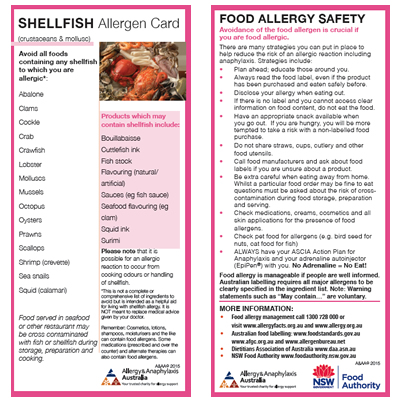 SHELLFISH Allergen Card
(crustaceans & mollusc)
Avoid all foods
containing any shellfish
to which you are
allergic*:
Abalone
Clams
Cockle
Crab
Crawfish
Lobster
Molluscs
Mussels
Octopus
Oysters
Prawns
Scallops
Shrimp (crevette)
Sea snails
Squid (calamari)
Food served in seafood
or other restaurant may
be cross contaminated
with fish or shellfish during
storage, preparation and
cooking.
Products which may
contain shellfish include:
Bouillabaisse
Cuttlefish ink
Fish stock
Flavouring (natural/
artificial)
Sauces (eg fish sauce)
Seafood flavouring (eg
clam)
Squid ink
Surimi
Please note that it is
possible for an allergic
reaction to occur from
cooking odours or handling
of shellfish.
*This is not a complete or
comprehensive list of ingredients to
avoid but is intended as a helpful aid
for living with shellfish allergy. It is
NOT meant to replace medical advice
given by your doctor.
Remember: Cosmetics, lotions,
shampoos, moisturisers and the like
can contain food allergens. Some
medications (prescribed and over the
counter) and alternate therapies can
also contain food allergens.
A&AA© 2015
Allergy & Anaphylaxis
Australia
Your trusted charity for allergy support
FOOD ALLERGY SAFETY
Avoidance of the food allergen is crucial if
you are food allergic.
There are many strategies you can put in place to
help reduce the risk of an allergic reaction including
anaphylaxis. Strategies include:
• Plan ahead; educate those around you.
• Always read the food label, even if the product
has been purchased and eaten safely before.
• Disclose your allergy when eating out.
• If there is no label and you cannot access clear
information on food content, do not eat the food.
• Have an appropriate snack available when
you go out. If you are hungry, you will be more
tempted to take a risk with a non-labelled food
purchase.
• Do not share straws, cups, cutlery and other
food utensils.
• Call food manufacturers and ask about food
labels if you are unsure about a product.
• Be extra careful when eating away from home.
Whilst a particular food order may be fine to eat
questions must be asked about the risk of cross-
contamination during food storage, preparation
and serving.
• Check medications, creams, cosmetics and all
skin applications for the presence of food
allergens.
• Check pet food for allergens (e.g. bird seed for
nuts, cat food for fish)
• ALWAYS have your ASCIA Action Plan for
Anaphylaxis and your adrenaline autoinjector
(EpiPen®) with you. No Adrenaline = No Eat!
Food allergy is manageable if people are well informed.
Australian labelling requires all major allergens to be
clearly specified in the ingredient list. Note: Warning
statements such as “May contain...” are voluntary.
MORE INFORMATION:
• Food allergy management call 1300 728 000 or
visit www.allergyfacts.org.au and www.allergy.org.au
• Australian food labelling: www.foodstandards.gov.au
www.afgc.org.au and www.allergenbureau.net
• Dietitians Association of Australia www.daa.asn.au
• NSW Food Authority www.foodauthority.nsw.gov.au
A&AA© 2015
Allergy & Anaphylaxis
Australia
Your trusted charity for allergy support
NSW
GOVERNMENT
Food
Authority